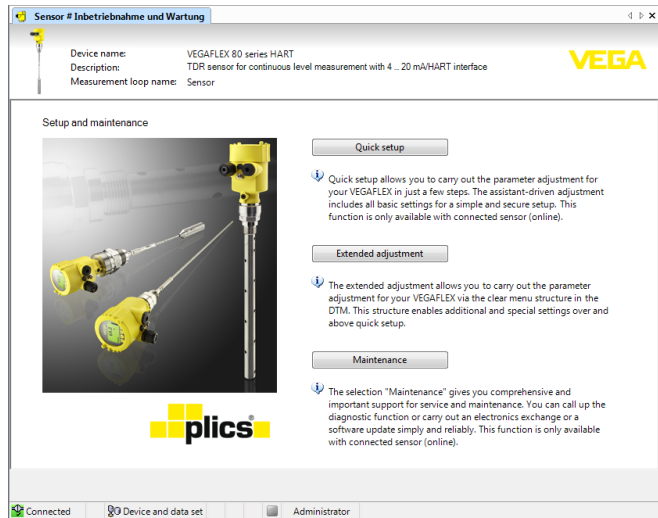 Sensor # Inbetriebnahme und Wartung
Device name: VEGAFLEX 80 series HART
Description: TDR sensor for continuous level measurement with 4 ... 20 mA/HART interface
Measurement loop name: Sensor
VEGA
Setup and maintenance
Quick setup
Quick setup allows you to carry out the parameter adjustment for
your VEGAFLEX in just a few steps. The assistant-driven adjustment
includes all basic settings for a simple and secure setup. This
function is only available with connected sensor (online).
Extended adjustment
The extended adjustment allows you to carry out the parameter
adjustment for your VEGAFLEX via the clear menu structure in the
DTM. This structure enables additional and special settings over and
above quick setup.
Maintenance
The selection "Maintenance" gives you comprehensive and
important support for service and maintenance. You can call up the
diagnostic function or carry out an electronics exchange or a
software update simply and reliably. This function is only available
with connected sensor (online).
plics®
Connected
Device and data set
Administrator